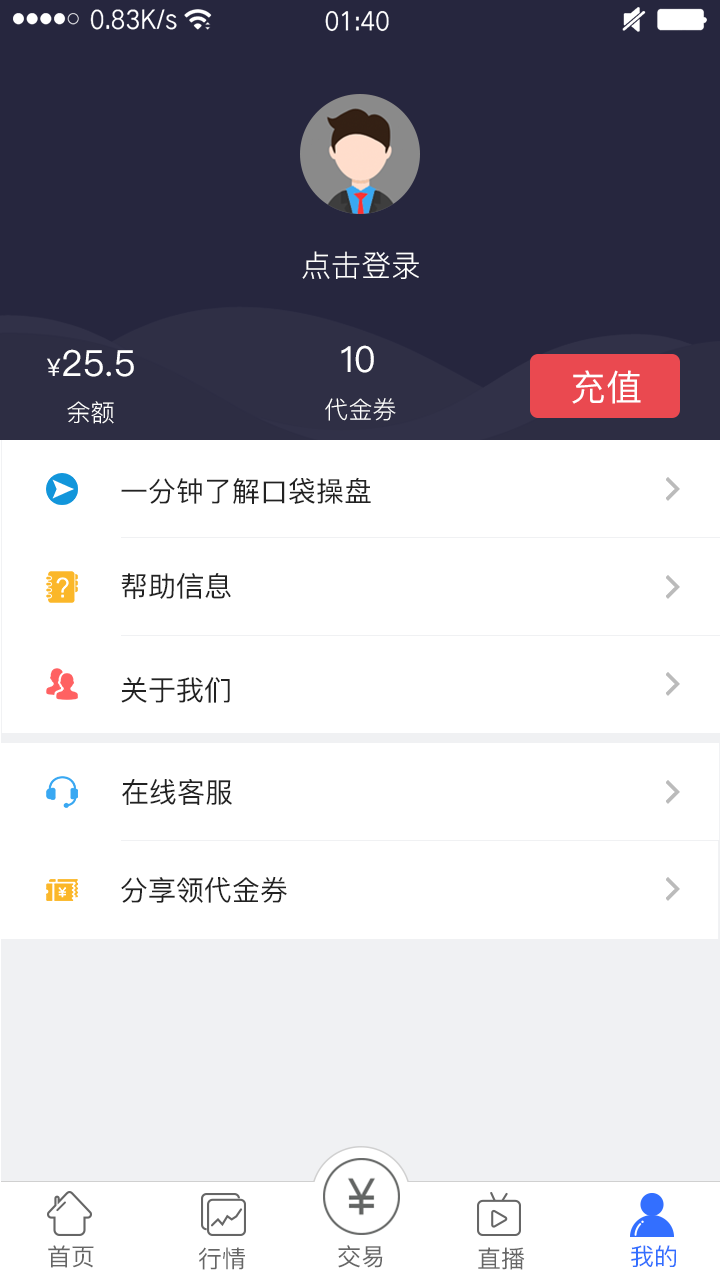 0.83K/s 01:40
点击登录
¥25.5 10
余额 代金券 充值
一分钟了解口袋操盘
帮助信息
关于我们
在线客服
分享领代金券
首页 行情 交易 直播 我的